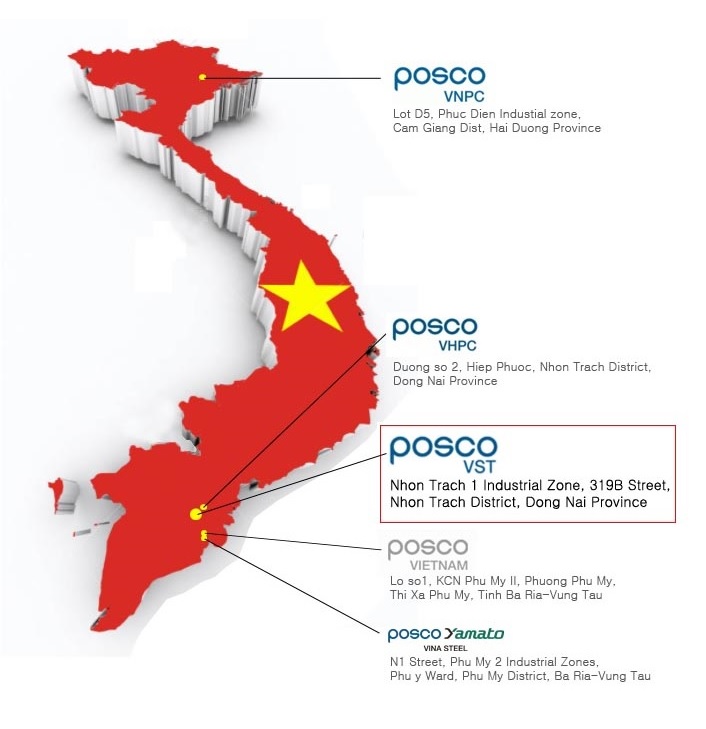 posco
VNPC
Lot D5, Phuc Dien Industial zone,
Cam Giang Dist, Hai Duong Province
posco
VHPC
Duong so 2, Hiep Phuoc, Nhon Trach District,
Dong Nai Province
posco
VST
Nhon Trach 1 Industrial Zone, 319B Street,
Nhon Trach District, Dong Nai Province
posco
VIETNAM
Lo so1, KCN Phu My II, Phuong Phu My,
Thi Xa Phu My, Tinh Ba Ria-Vung Tau
posco Yamato
VINA STEEL
N1 Street, Phu My 2 Industrial Zones,
Phu y Ward, Phu My District, Ba Ria-Vung Tau